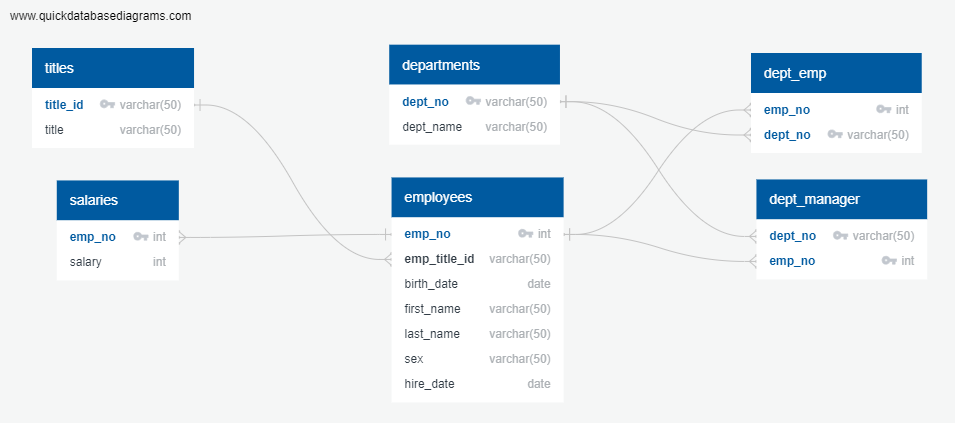 www.quickdatabasediagrams.com
titles
title_id varchar(50)
title varchar(50)
salaries
emp_no int
salary int
departments
dept_no varchar(50)
dept_name varchar(50)
employees
emp_no int
emp_title_id varchar(50)
birth_date date
first_name varchar(50)
last_name varchar(50)
sex varchar(50)
hire_date date
dept_emp
emp_no int
dept_no varchar(50)
dept_manager
dept_no varchar(50)
emp_no int